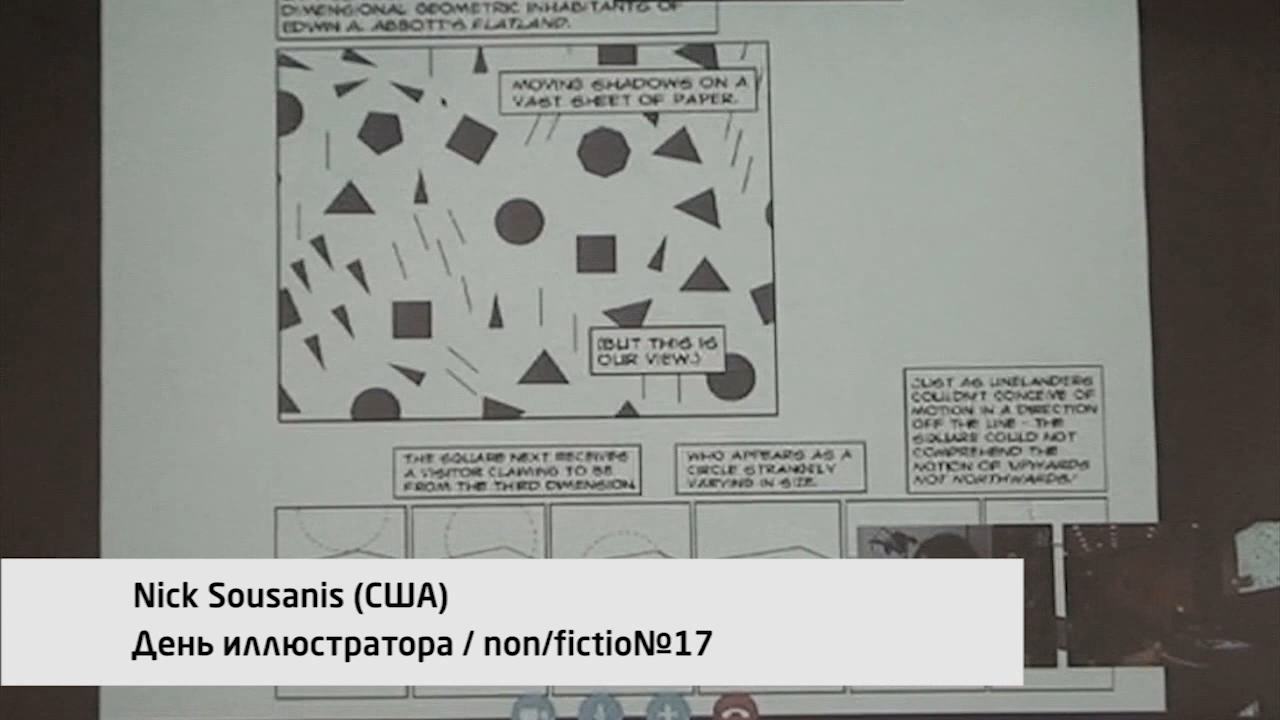 DIMENSIONAL GEOMETRIC INHABITANTS OF
EDWIN A. ABBOTT'S FLATLAND.
MOVING SHADOWS ON A
VAST SHEET OF PAPER.
(BUT THIS IS
OUR VIEW.)
THE SQUARE NEXT RECEIVES
A VISITOR CLAIMING TO BE
FROM THE THIRD DIMENSION
WHO APPEARS AS A
CIRCLE STRANGELY
VARYING IN SIZE.
JUST AS LINELANDERS
COULDN'T CONCEIVE OF
MOTION IN A DIRECTION
OFF THE LINE - THE
SQUARE COULD NOT
COMPREHEND THE
NOTION OF UPWARDS
NOT NORTHWARDS!
Nick Sousanis (США)
День иллюстратора / non/fictio№17